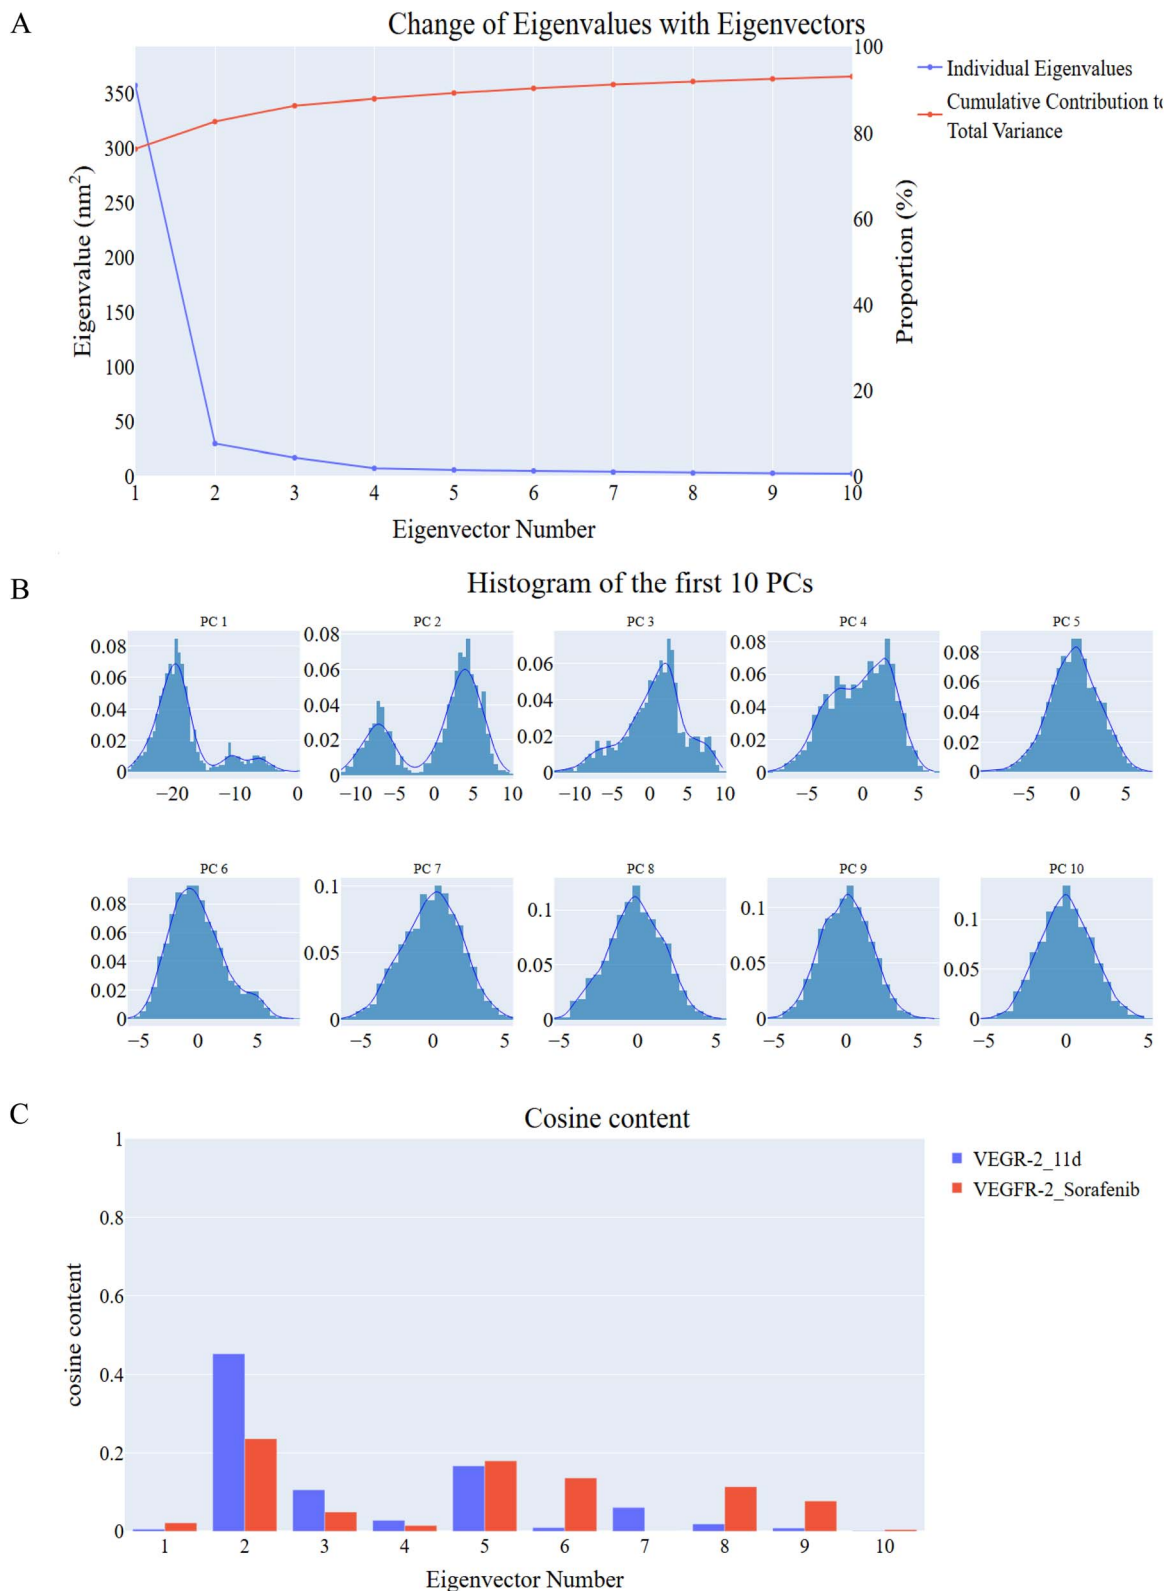 A
Change of Eigenvalues with Eigenvectors
100
350
300
250
200
150
100
50
0
Eigenvalue (nm²)
80
60
40
20
0
Proportion (%)
Individual Eigenvalues
Cumulative Contribution to
Total Variance
1 2 3 4 5 6 7 8 9 10
Eigenvector Number
B
Histogram of the first 10 PCs
PC 1 PC 2 PC 3 PC 4 PC 5
0.08 0.06 0.04 0.02 0
−20 −10 0
0.08 0.06 0.04 0.02 0
−10 −5 0 5 10
0.06 0.04 0.02 0
−10 −5 0 5 10
0.08 0.06 0.04 0.02 0
−5 0 5
0.08 0.06 0.04 0.02 0
−5 0 5
PC 6 PC 7 PC 8 PC 9 PC 10
0.08 0.06 0.04 0.02 0
−5 0 5
0.1 0.05 0
−5 0 5
0.1 0.05 0
−5 0 5
0.1 0.05 0
−5 0 5
0.1 0.05 0
−5 0 5
C
Cosine content
1
0.8
0.6
0.4
0.2
0
cosine content
VEGR-2_11d
VEGFR-2_Sorafenib
1 2 3 4 5 6 7 8 9 10
Eigenvector Number